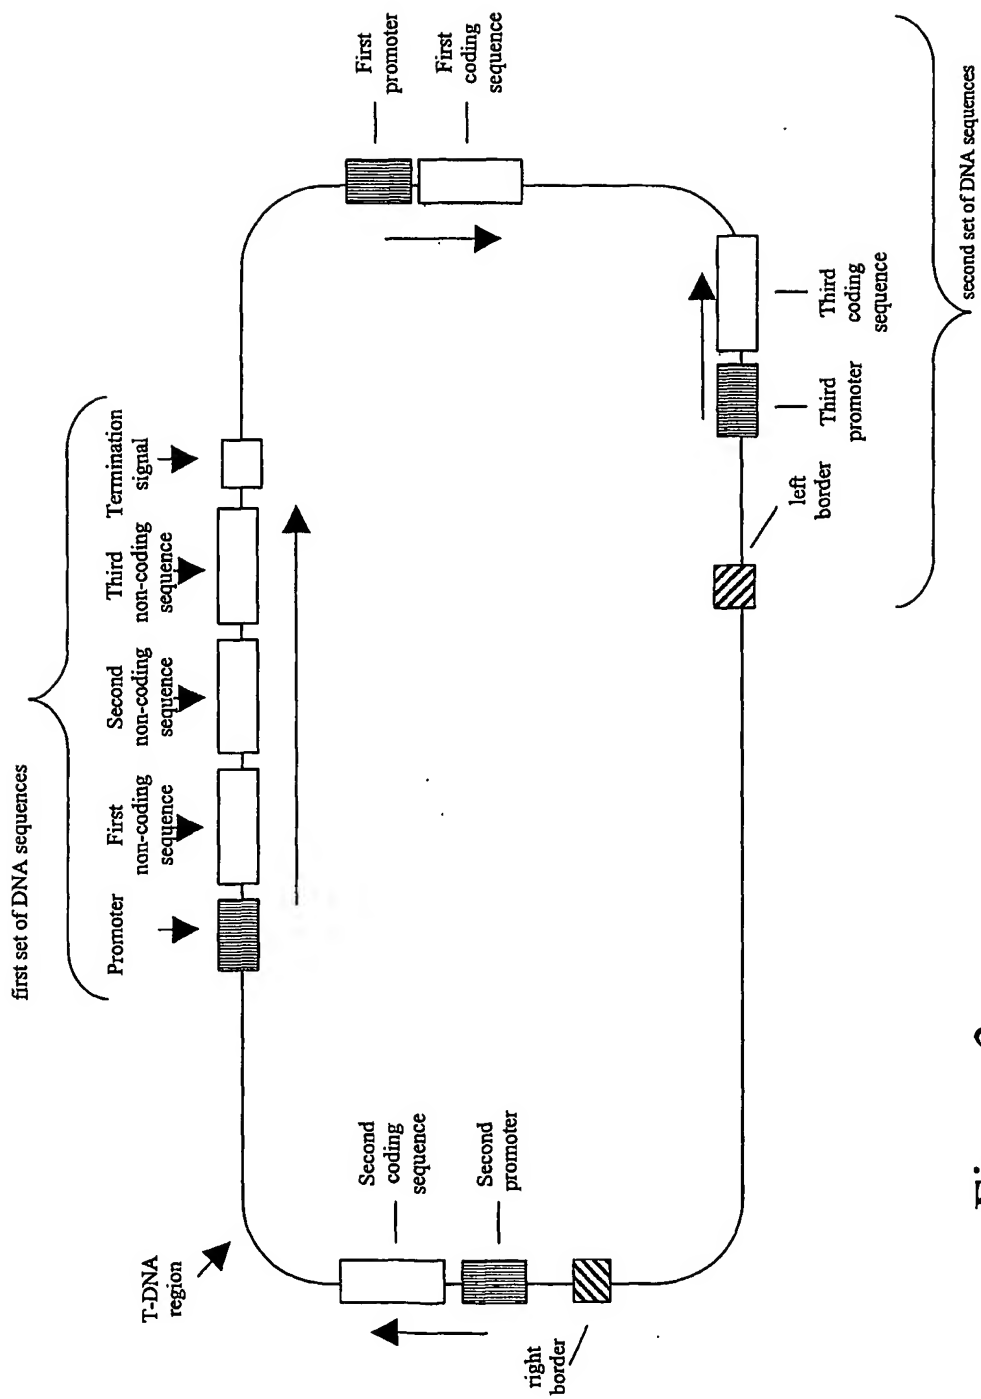 first set of DNA sequences
Promoter
First
non-coding
sequence
Second
non-coding
sequence
Third
non-coding
sequence
Termination
signal
T-DNA
region
First
promoter
First
coding
sequence
Second
coding
sequence
Second
promoter
right
border
left
border
Third
promoter
Third
coding
sequence
second set of DNA sequences